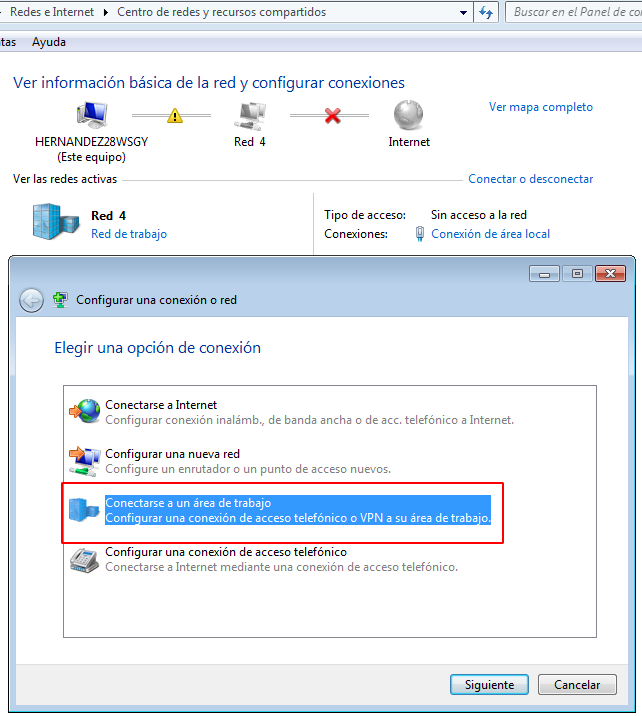 Redes e Internet ▸ Centro de redes y recursos compartidos
Buscar en el Panel de
Ayuda
Ver información básica de la red y configurar conexiones
Ver mapa completo
HERNANDEZ28WSGY
(Este equipo)
Red 4
Internet
Ver las redes activas
Conectar o desconectar
Red 4
Red de trabajo
Tipo de acceso: Sin acceso a la red
Conexiones: Conexión de área local
Configurar una conexión o red
Elegir una opción de conexión
Conectarse a Internet
Configurar conexión inalámb., de banda ancha o de acc. telefónico a Internet.
Configurar una nueva red
Configure un enrutador o un punto de acceso nuevos.
Conectarse a un área de trabajo
Configurar una conexión de acceso telefónico o VPN a su área de trabajo.
Configurar una conexión de acceso telefónico
Conectarse a Internet mediante una conexión de acceso telefónico.
Siguiente
Cancelar